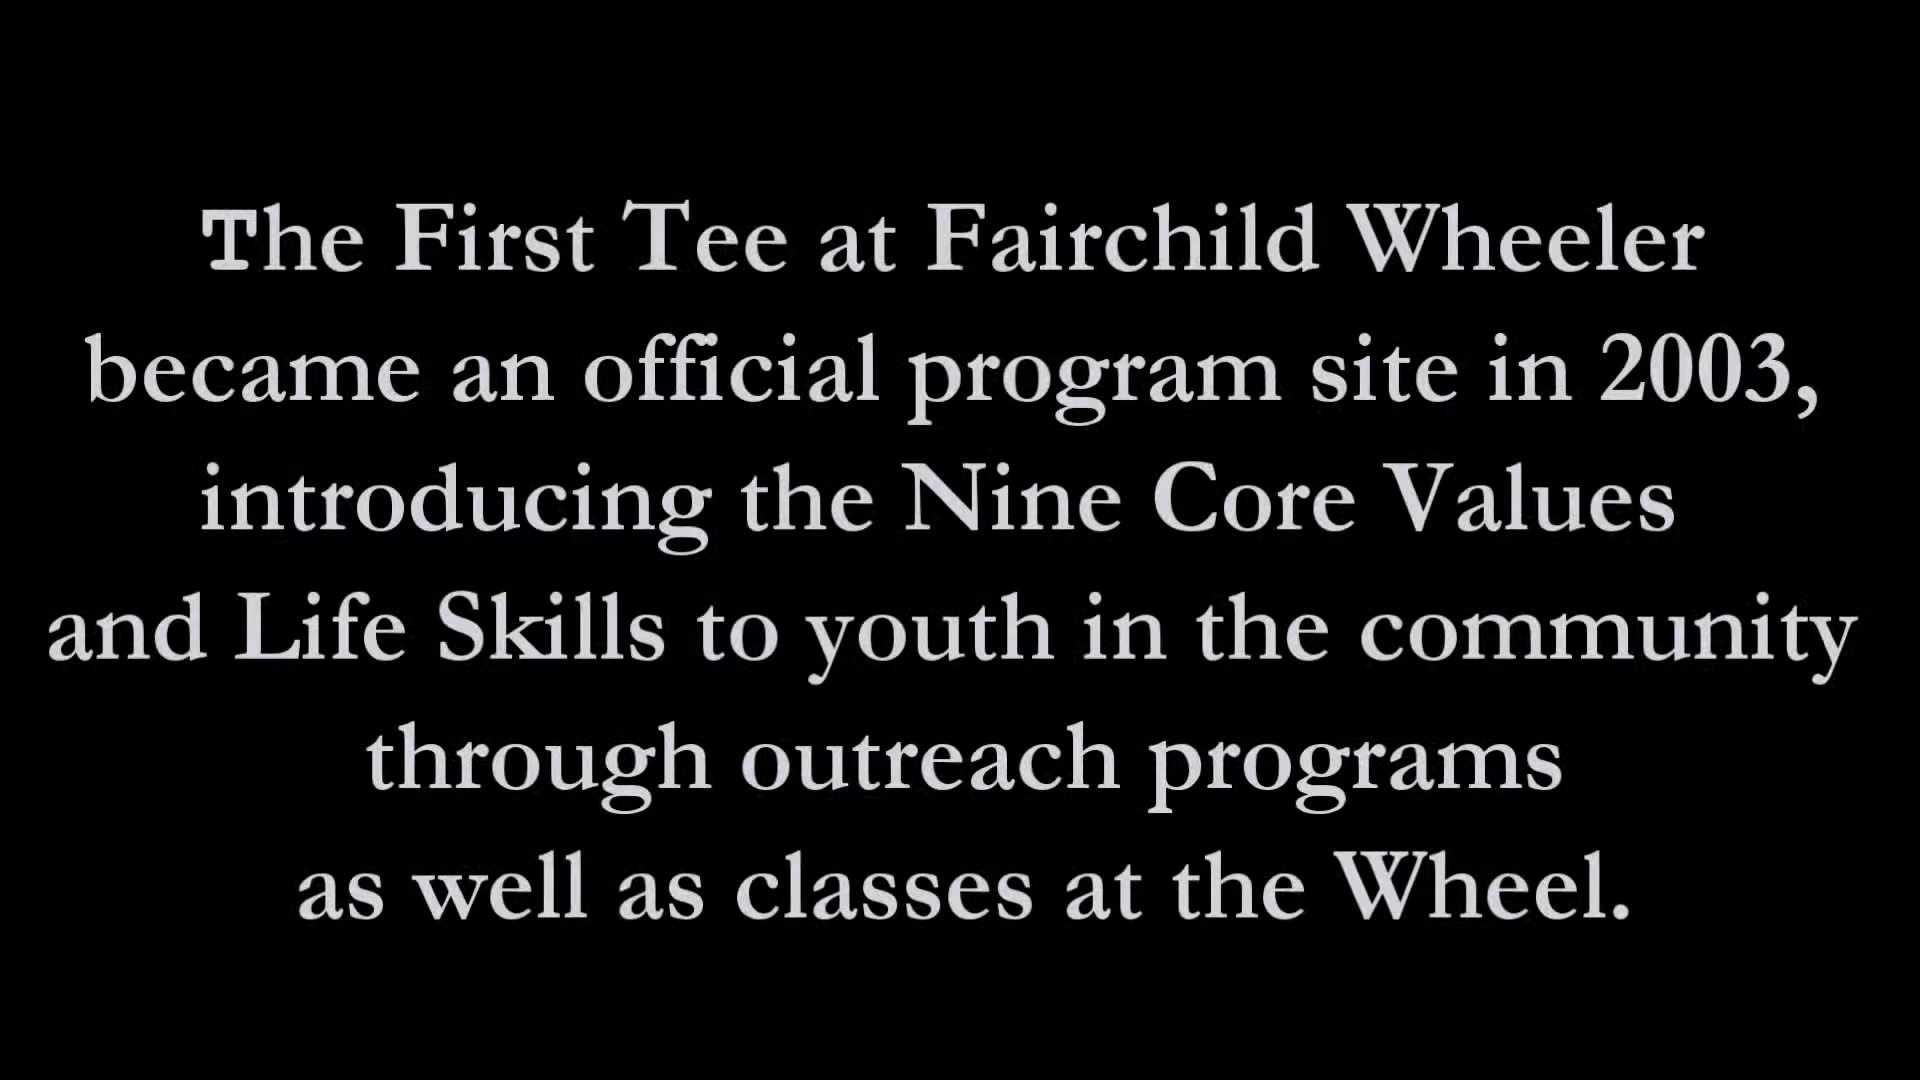 The First Tee at Fairchild Wheeler
became an official program site in 2003,
introducing the Nine Core Values
and Life Skills to youth in the community
through outreach programs
as well as classes at the Wheel.